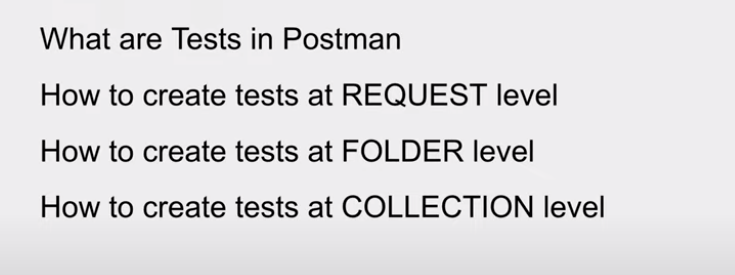 What are Tests in Postman
How to create tests at REQUEST level
How to create tests at FOLDER level
How to create tests at COLLECTION level